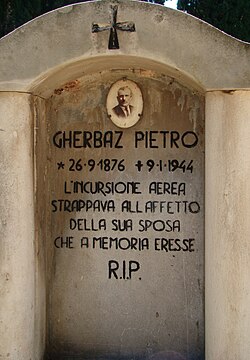 GHERBAZ PIETRO
* 26·9·1876 + 9·1·1944
L'INCURSIONE AEREA
STRAPPAVA ALL'AFFETTO
DELLA SUA SPOSA
CHE A MEMORIA ERESSE
R.I.P.